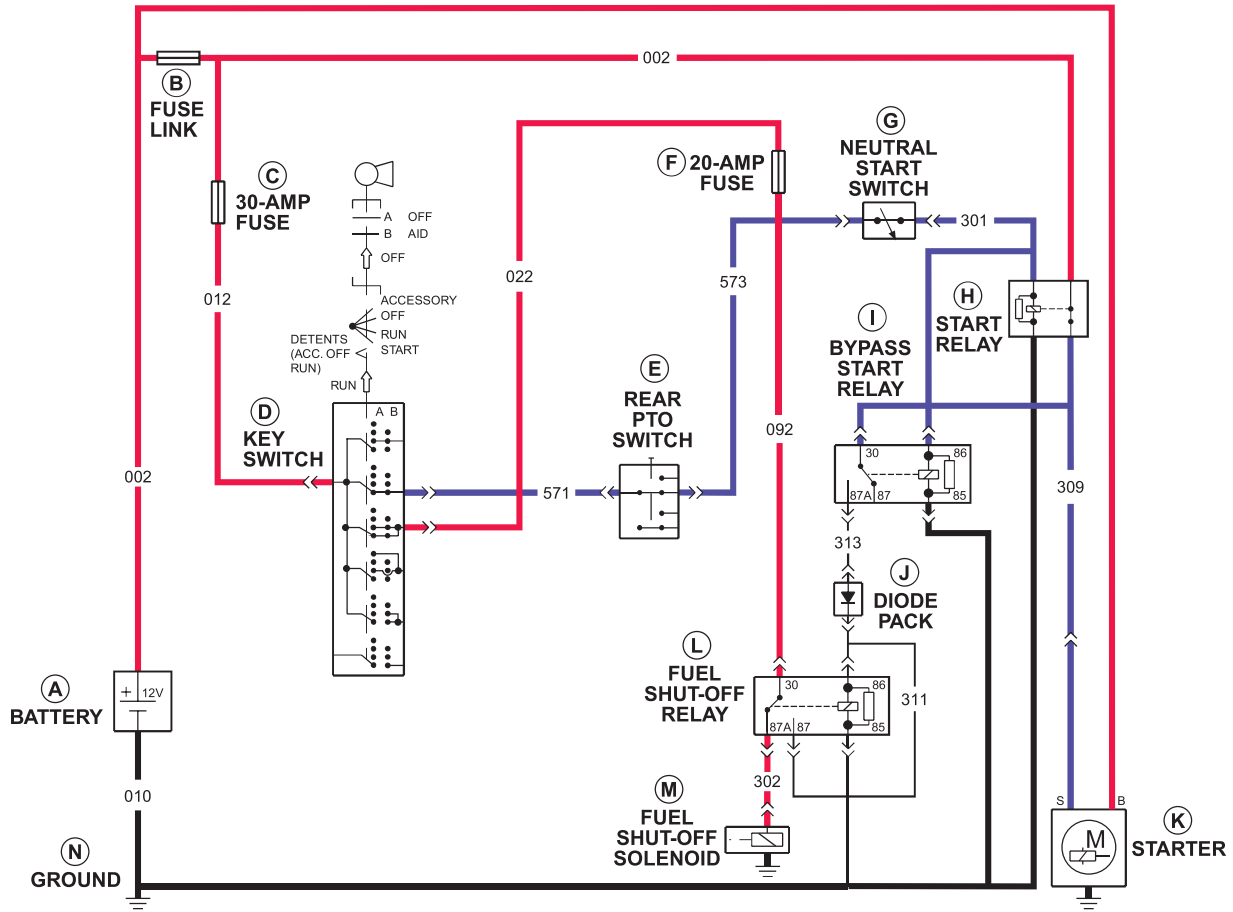 002
B
FUSE
LINK
C
30-AMP
FUSE
A OFF
B AID
OFF
ACCESSORY
OFF
RUN
START
DETENTS
(ACC. OFF
RUN)
RUN
012
022
F 20-AMP
FUSE
G
NEUTRAL
START
SWITCH
301
573
H
START
RELAY
I
BYPASS
START
RELAY
E
REAR
PTO
SWITCH
D
KEY
SWITCH
A B
092
002
571
30
86
87A 87
85
309
313
J
DIODE
PACK
L
FUEL
SHUT-OFF
RELAY
30
86
87A 87
85
311
A
BATTERY
+ 12V
010
302
M
FUEL
SHUT-OFF
SOLENOID
S
B
M
K
STARTER
N
GROUND